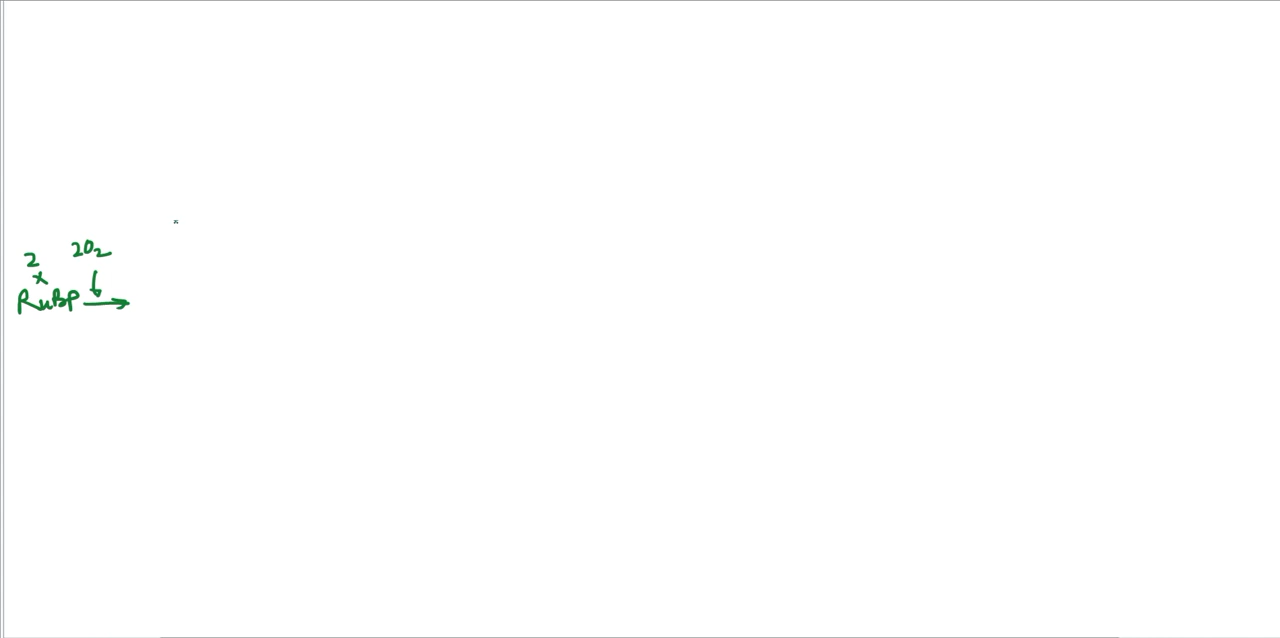 2 2O₂
x ↓
RuBP →